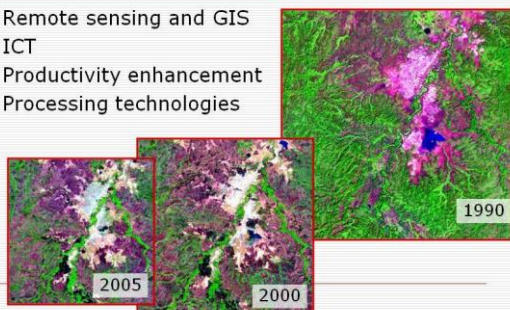 Remote sensing and GIS
ICT
Productivity enhancement
Processing technologies
1990
2005
2000